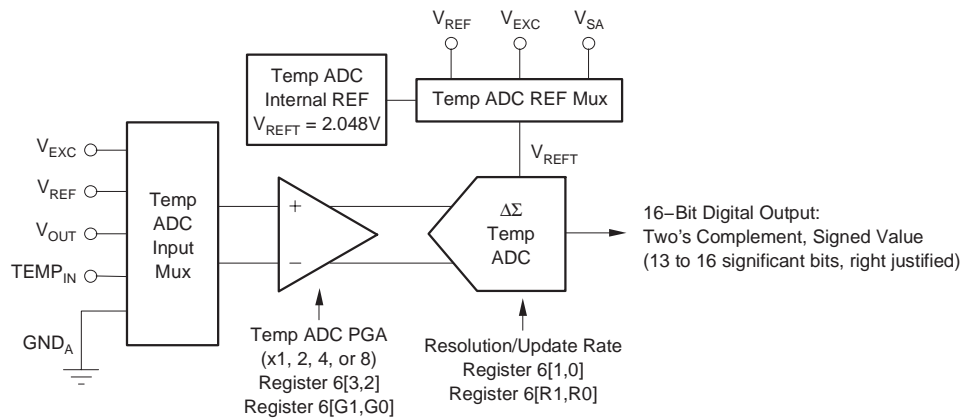 V_REF V_EXC V_SA
Temp ADC
Internal REF
V_REFT = 2.048V
Temp ADC REF Mux
V_REFT
V_EXC
V_REF
V_OUT
TEMP_IN
GND_A
Temp
ADC
Input
Mux
+
−
ΔΣ
Temp
ADC
16−Bit Digital Output:
Two's Complement, Signed Value
(13 to 16 significant bits, right justified)
Temp ADC PGA
(x1, 2, 4, or 8)
Register 6[3,2]
Register 6[G1,G0]
Resolution/Update Rate
Register 6[1,0]
Register 6[R1,R0]